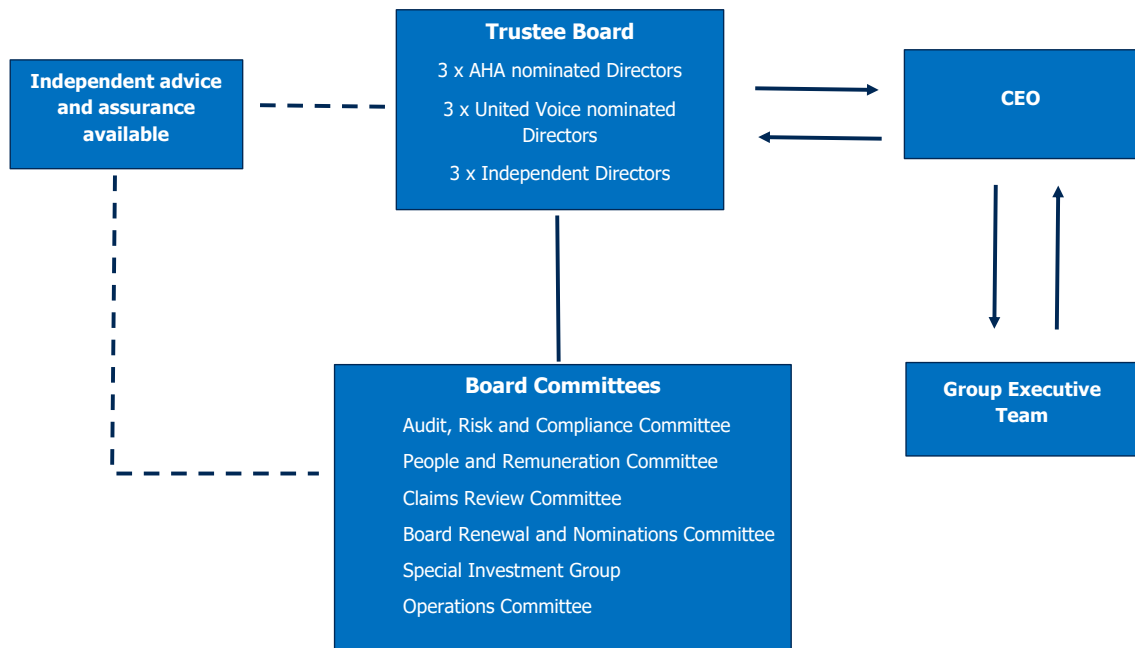 Trustee Board
3 x AHA nominated Directors
3 x United Voice nominated
Directors
3 x Independent Directors
Independent advice
and assurance
available
CEO
Group Executive
Team
Board Committees
Audit, Risk and Compliance Committee
People and Remuneration Committee
Claims Review Committee
Board Renewal and Nominations Committee
Special Investment Group
Operations Committee